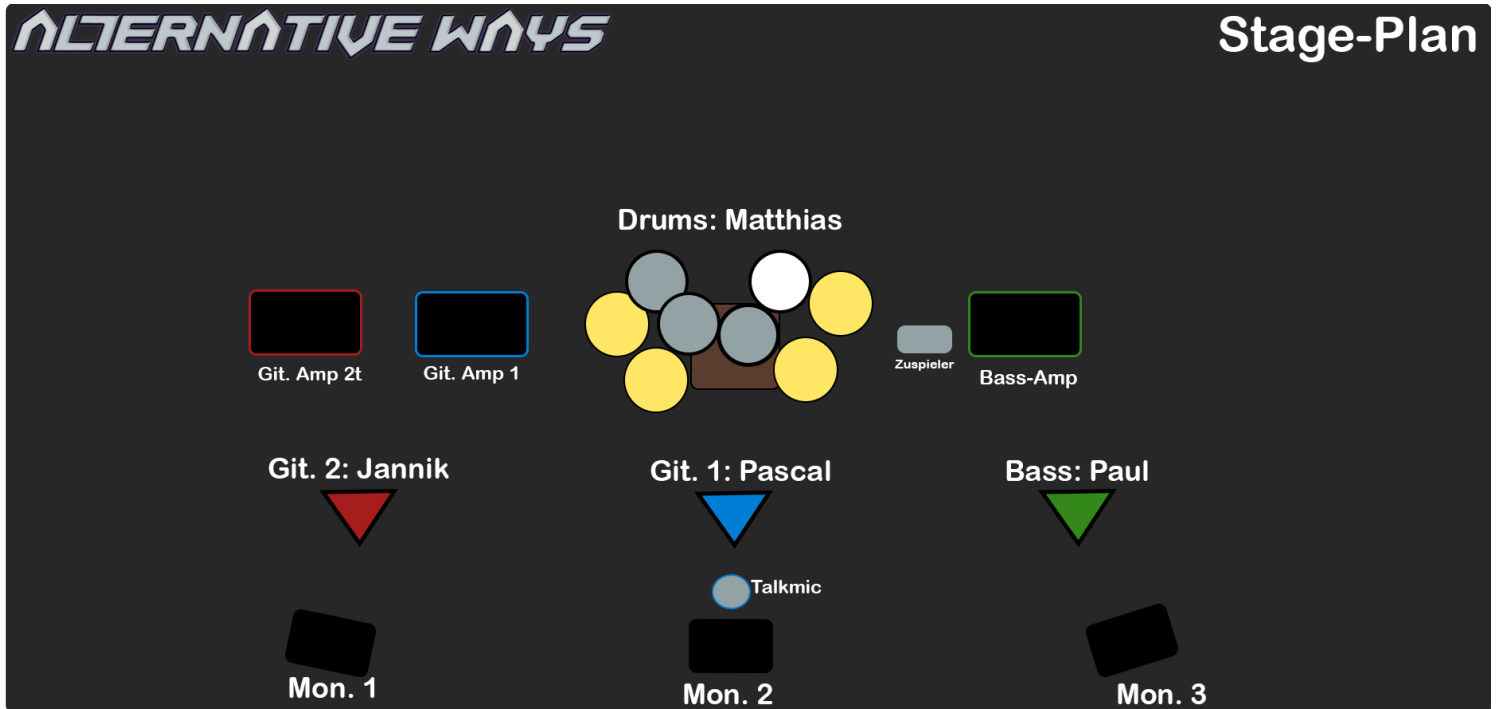 ALTERNATIVE WAYS
Stage-Plan
Drums: Matthias
Git. Amp 2t
Git. Amp 1
Zuspieler
Bass-Amp
Git. 2: Jannik
Git. 1: Pascal
Bass: Paul
Talkmic
Mon. 1
Mon. 2
Mon. 3